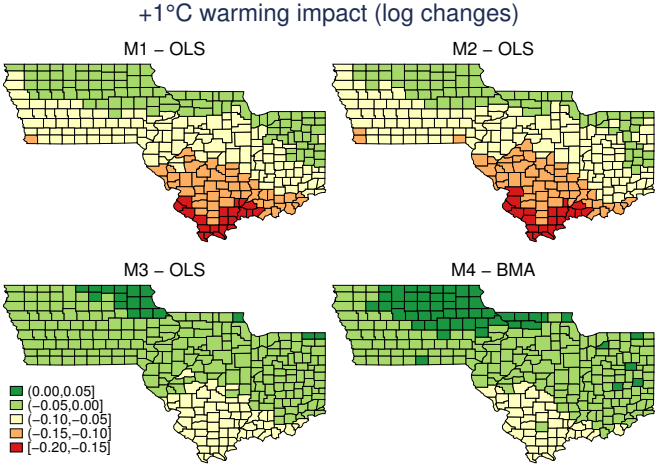 +1°C warming impact (log changes)
M1 − OLS
M2 − OLS
M3 − OLS
M4 − BMA
(0.00,0.05]
(−0.05,0.00]
(−0.10,−0.05]
(−0.15,−0.10]
[−0.20,−0.15]